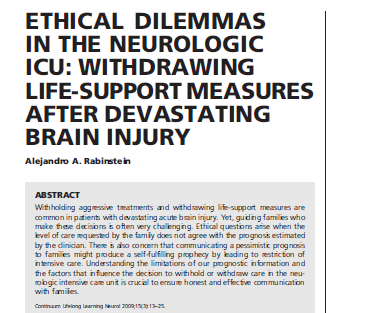 ETHICAL DILEMMAS
IN THE NEUROLOGIC
ICU: WITHDRAWING
LIFE-SUPPORT MEASURES
AFTER DEVASTATING
BRAIN INJURY
Alejandro A. Rabinstein
ABSTRACT
Withholding aggressive treatments and withdrawing life-support measures are
common in patients with devastating acute brain injury. Yet, guiding families who
make these decisions is often very challenging. Ethical questions arise when the
level of care requested by the family does not agree with the prognosis estimated
by the clinician. There is also concern that communicating a pessimistic prognosis
to families might produce a self-fulfilling prophecy by leading to restriction of
intensive care. Understanding the limitations of our prognostic information and
the factors that influence the decision to withhold or withdraw care in the neu-
rologic intensive care unit is crucial to ensure honest and effective communication
with families.
Continuum Lifelong Learning Neurol 2009;15(3):13–25.